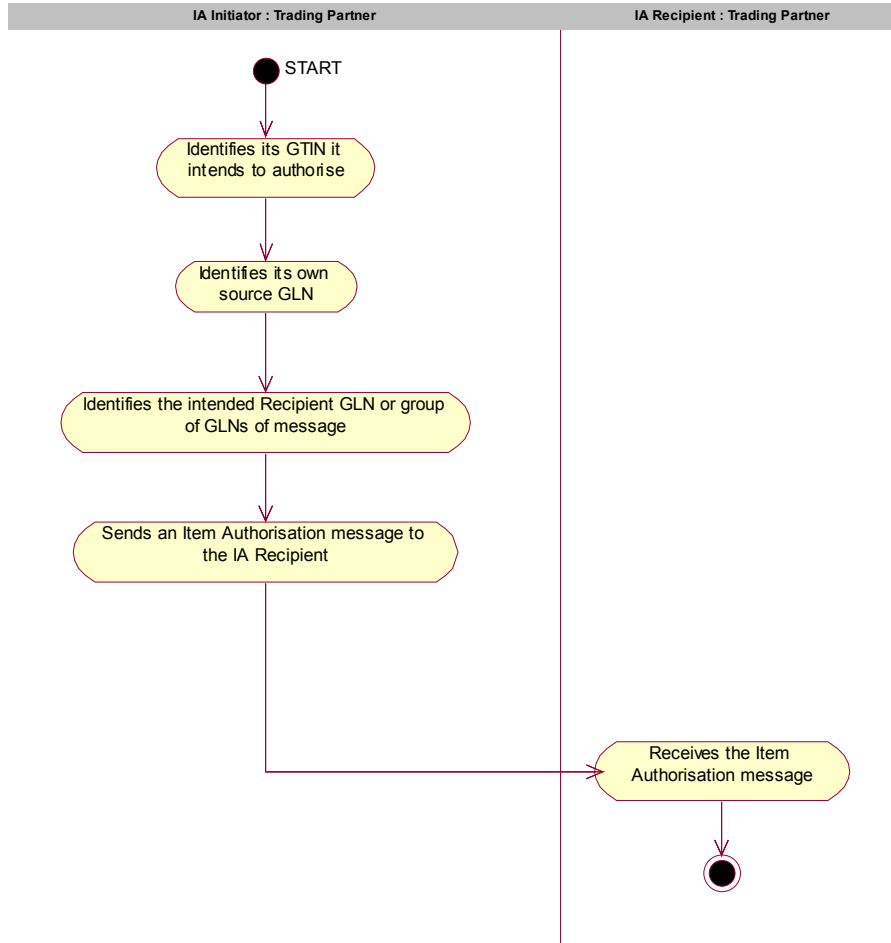 IA Initiator : Trading Partner
IA Recipient : Trading Partner
START
Identifies its GTIN it
intends to authorise
Identifies its own
source GLN
Identifies the intended Recipient GLN or group
of GLNs of message
Sends an Item Authorisation message to
the IA Recipient
Receives the Item
Authorisation message